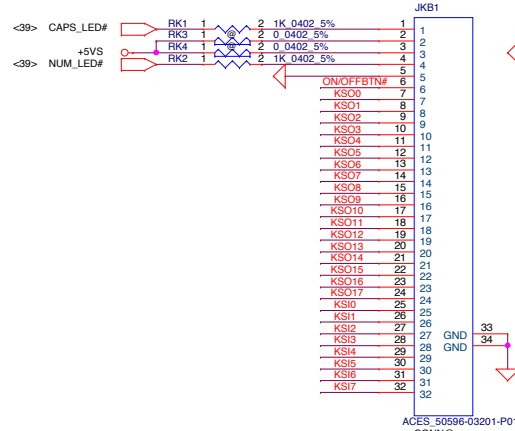 JKB1
<39> CAPS_LED# RK1 1 2 1K_0402_5% 1 1
RK3 1 @ 2 0_0402_5% 2 2
+5VS RK4 1 @ 2 0_0402_5% 3 3
<39> NUM_LED# RK2 1 2 1K_0402_5% 4 4
5 5
ON/OFFBTN# 6 6
KSO0 7 7
KSO1 8 8
KSO2 9 9
KSO3 10 10
KSO4 11 11
KSO5 12 12
KSO6 13 13
KSO7 14 14
KSO8 15 15
KSO9 16 16
KSO10 17 17
KSO11 18 18
KSO12 19 19
KSO13 20 20
KSO14 21 21
KSO15 22 22
KSO16 23 23
KSO17 24 24
KSI0 25 25
KSI1 26 26
KSI2 27 27 GND 33
KSI3 28 28 GND 34
KSI4 29 29
KSI5 30 30
KSI6 31 31
KSI7 32 32
ACES_50596-03201-P01